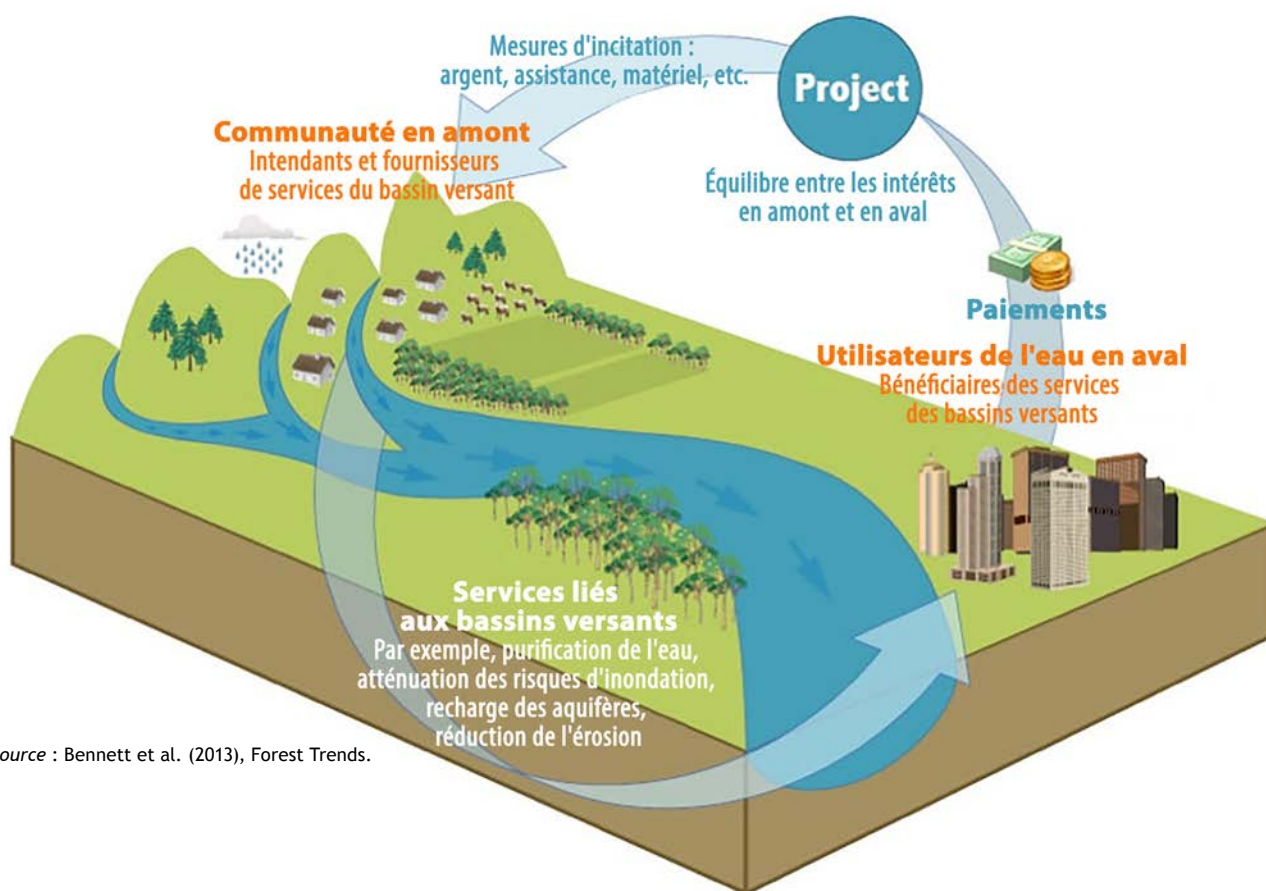 Mesures d'incitation :
argent, assistance, matériel, etc.
Project
Communauté en amont
Intendants et fournisseurs
de services du bassin versant
Équilibre entre les intérêts
en amont et en aval
Paiements
Utilisateurs de l'eau en aval
Bénéficiaires des services
des bassins versants
Services liés
aux bassins versants
Par exemple, purification de l'eau,
atténuation des risques d'inondation,
recharge des aquifères,
réduction de l'érosion
ource : Bennett et al. (2013), Forest Trends.